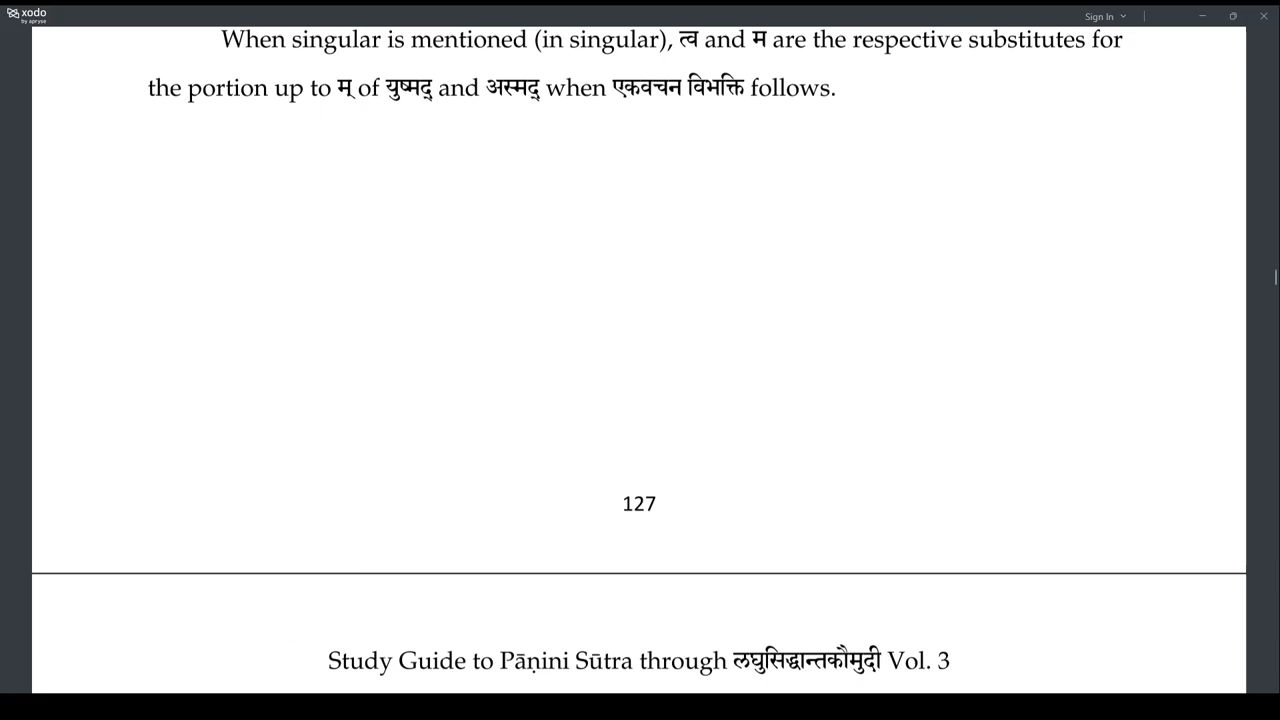 xodo
by apryse
Sign In
When singular is mentioned (in singular), त्व and म are the respective substitutes for
the portion up to म् of युष्मद् and अस्मद् when एकवचन विभक्ति follows.
127
Study Guide to Pāṇini Sūtra through लघुसिद्धान्तकौमुदी Vol. 3